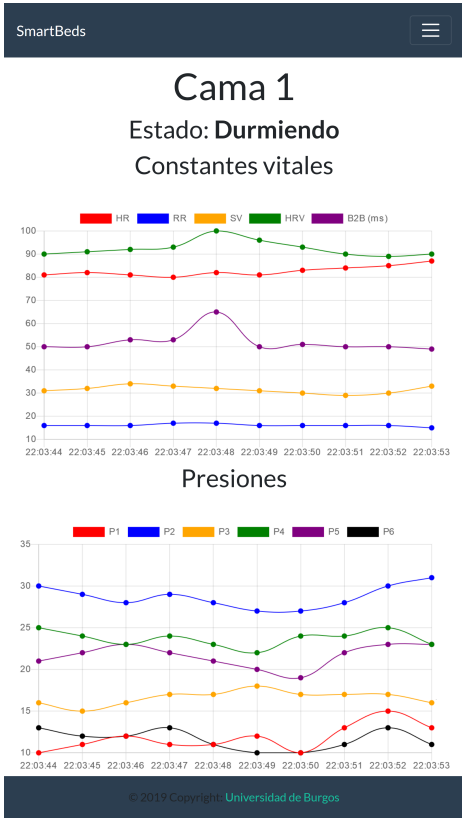 SmartBeds
Cama 1
Estado: Durmiendo
Constantes vitales
HR RR SV HRV B2B (ms)
100
90
80
70
60
50
40
30
20
10
22:03:44 22:03:45 22:03:46 22:03:47 22:03:48 22:03:49 22:03:50 22:03:51 22:03:52 22:03:53
Presiones
P1 P2 P3 P4 P5 P6
35
30
25
20
15
10
22:03:44 22:03:45 22:03:46 22:03:47 22:03:48 22:03:49 22:03:50 22:03:51 22:03:52 22:03:53
© 2019 Copyright: Universidad de Burgos